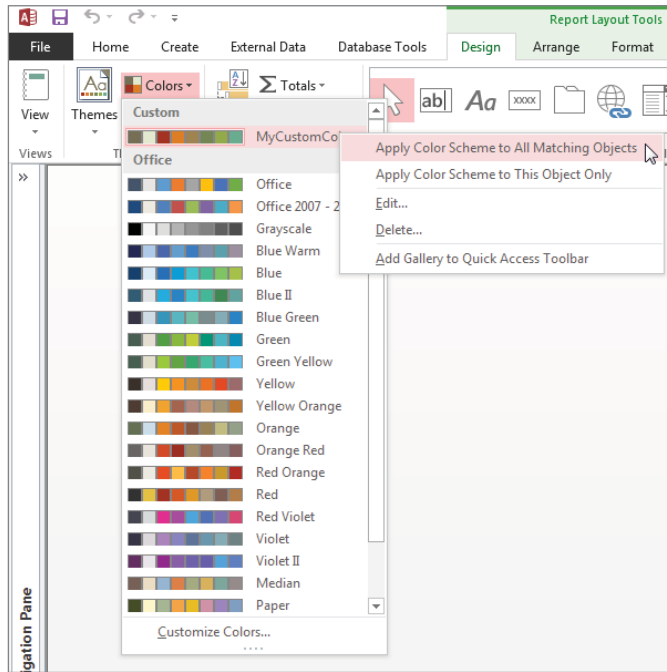 Report Layout Tools
File Home Create External Data Database Tools Design Arrange Format
View Themes Colors Totals ab| Aa xxxx
Views
Custom
MyCustomCo
Apply Color Scheme to All Matching Objects
Apply Color Scheme to This Object Only
Edit...
Delete...
Add Gallery to Quick Access Toolbar
Office
Office
Office 2007 - 2
Grayscale
Blue Warm
Blue
Blue II
Blue Green
Green
Green Yellow
Yellow
Yellow Orange
Orange
Orange Red
Red Orange
Red
Red Violet
Violet
Violet II
Median
Paper
Customize Colors...
igation Pane